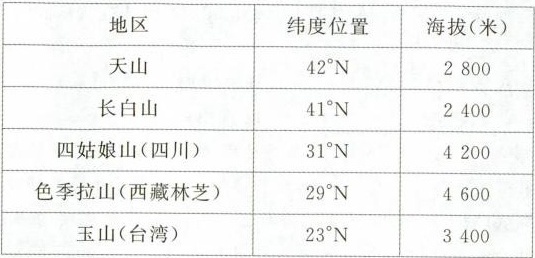 地区 纬度位置 海拔(米)
天山 42°N 2 800
长白山 41°N 2 400
四姑娘山(四川) 31°N 4 200
色季拉山(西藏林芝) 29°N 4 600
玉山(台湾) 23°N 3 400